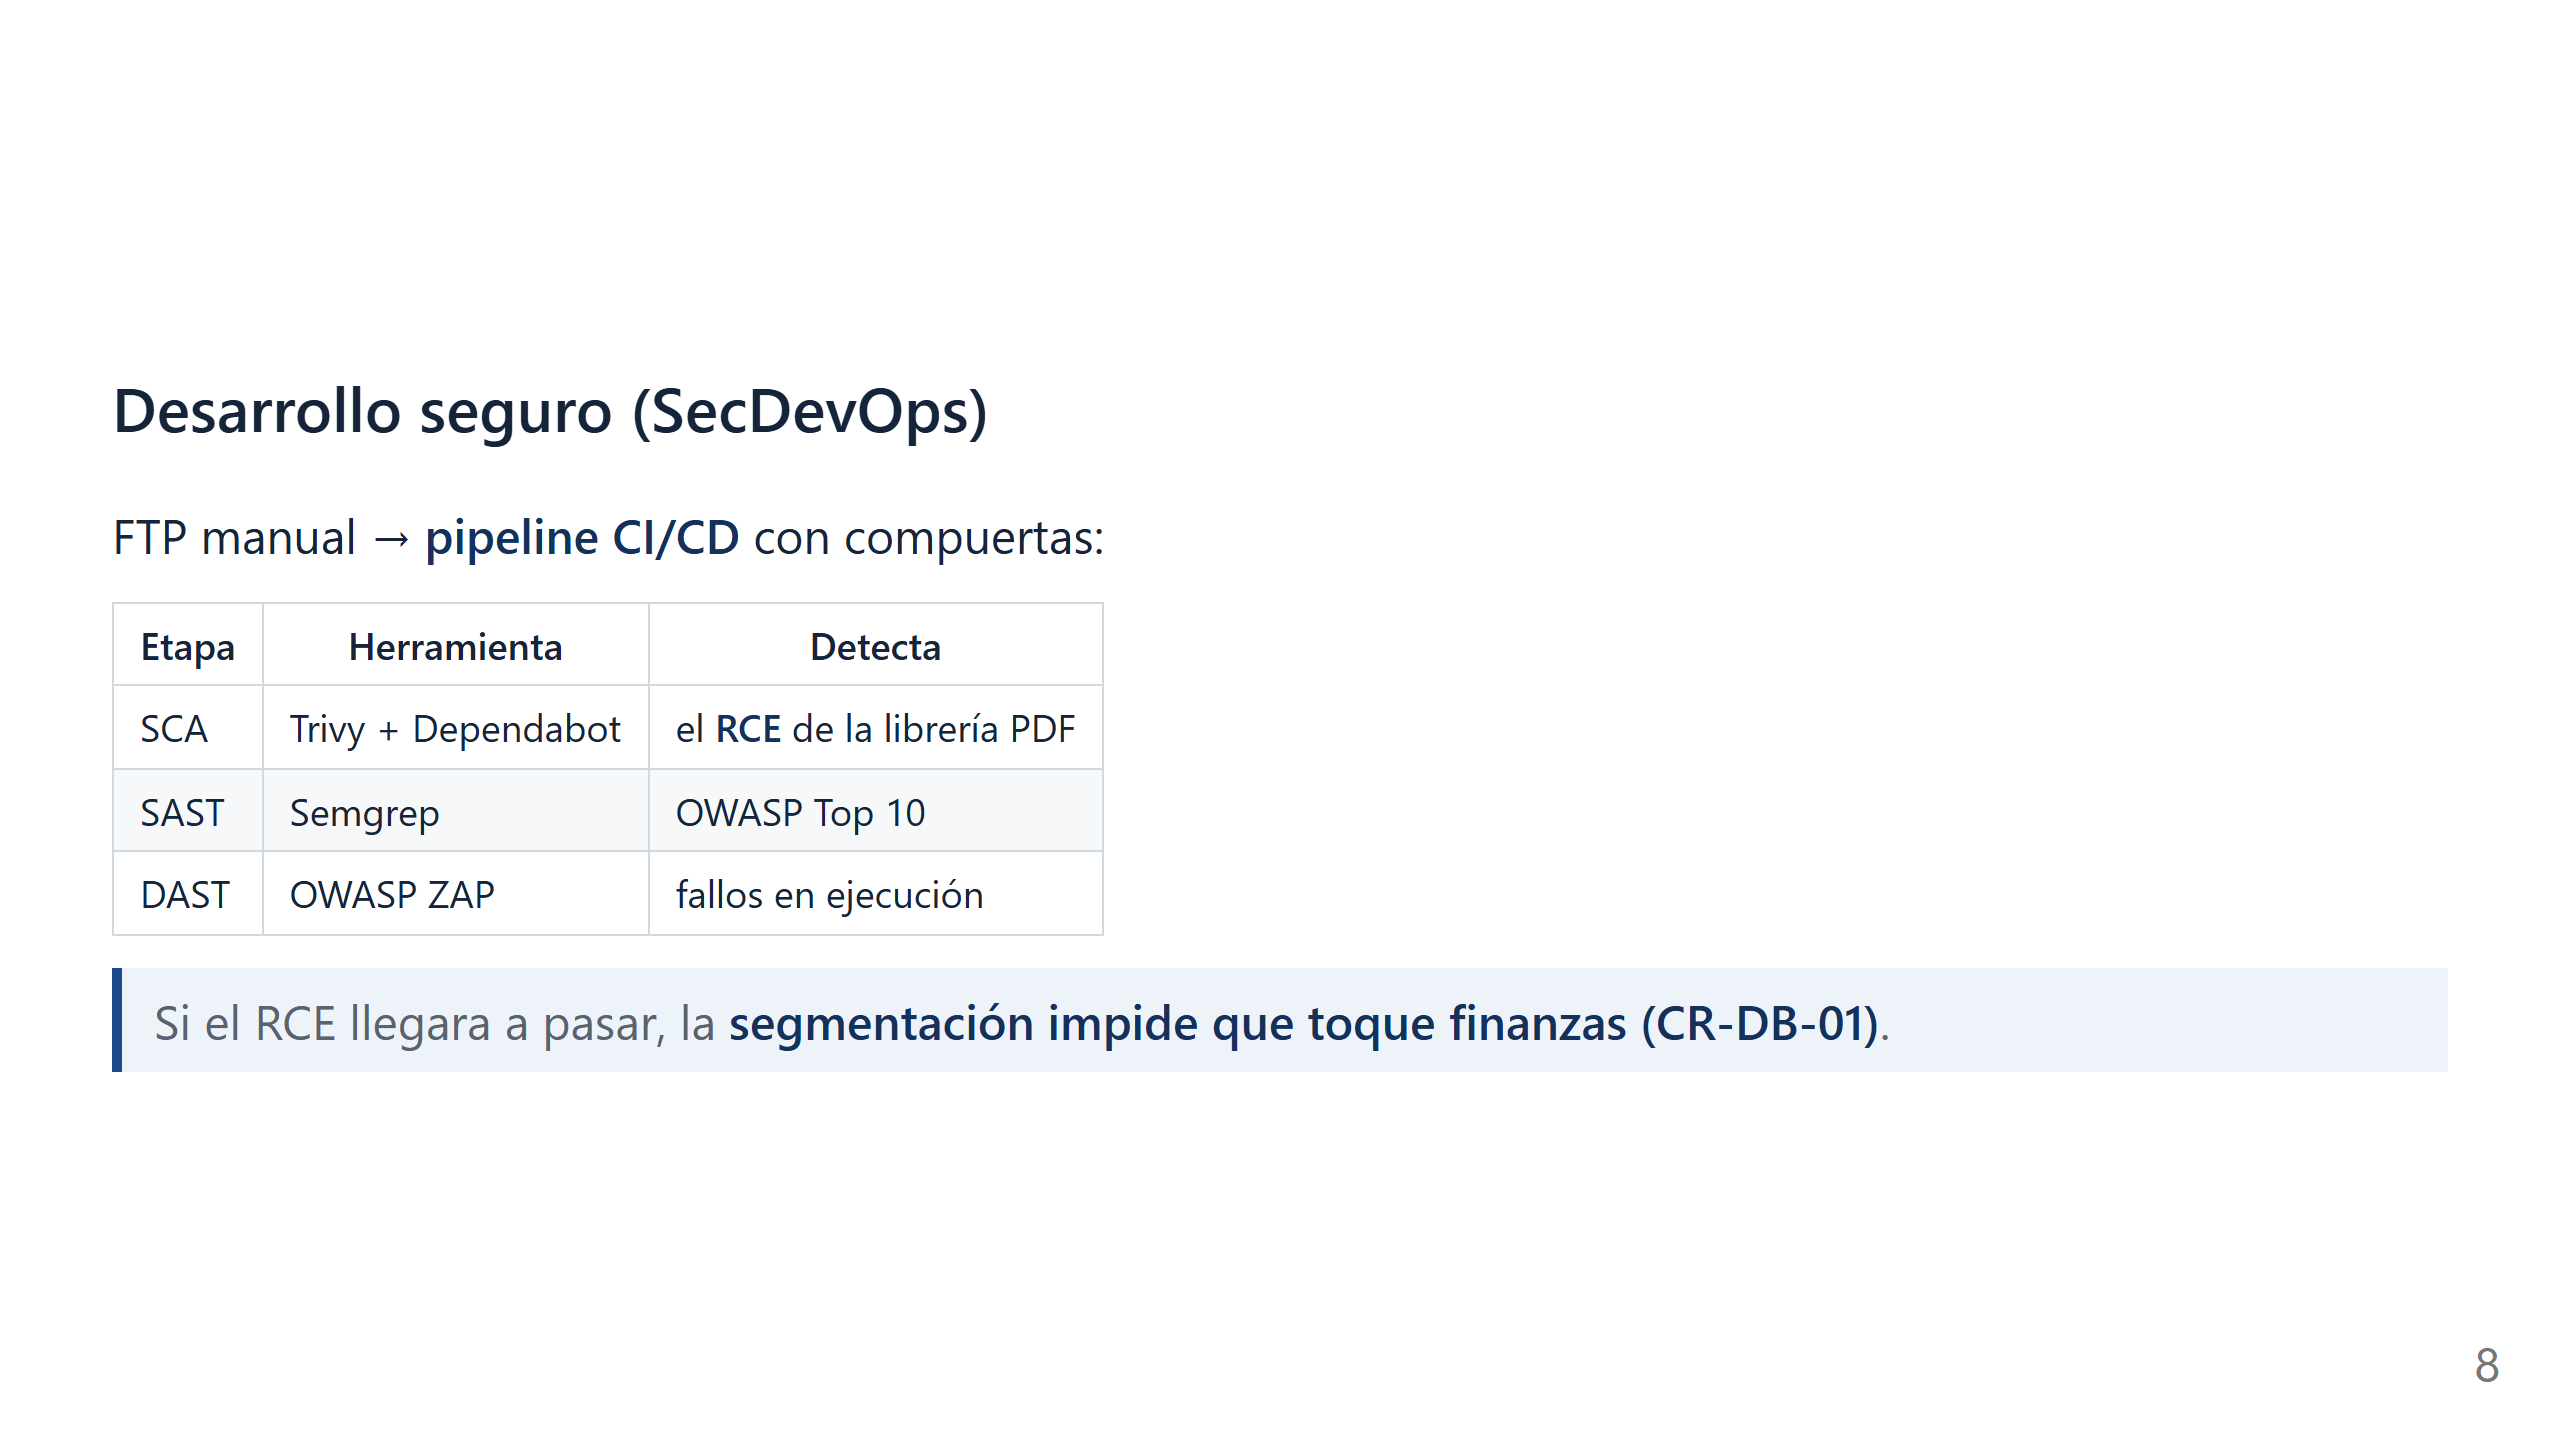 Desarrollo seguro (SecDevOps)
FTP manual → pipeline CI/CD con compuertas:
Etapa Herramienta Detecta
SCA Trivy + Dependabot el RCE de la librería PDF
SAST Semgrep OWASP Top 10
DAST OWASP ZAP fallos en ejecución
Si el RCE llegara a pasar, la segmentación impide que toque finanzas (CR-DB-01).
8